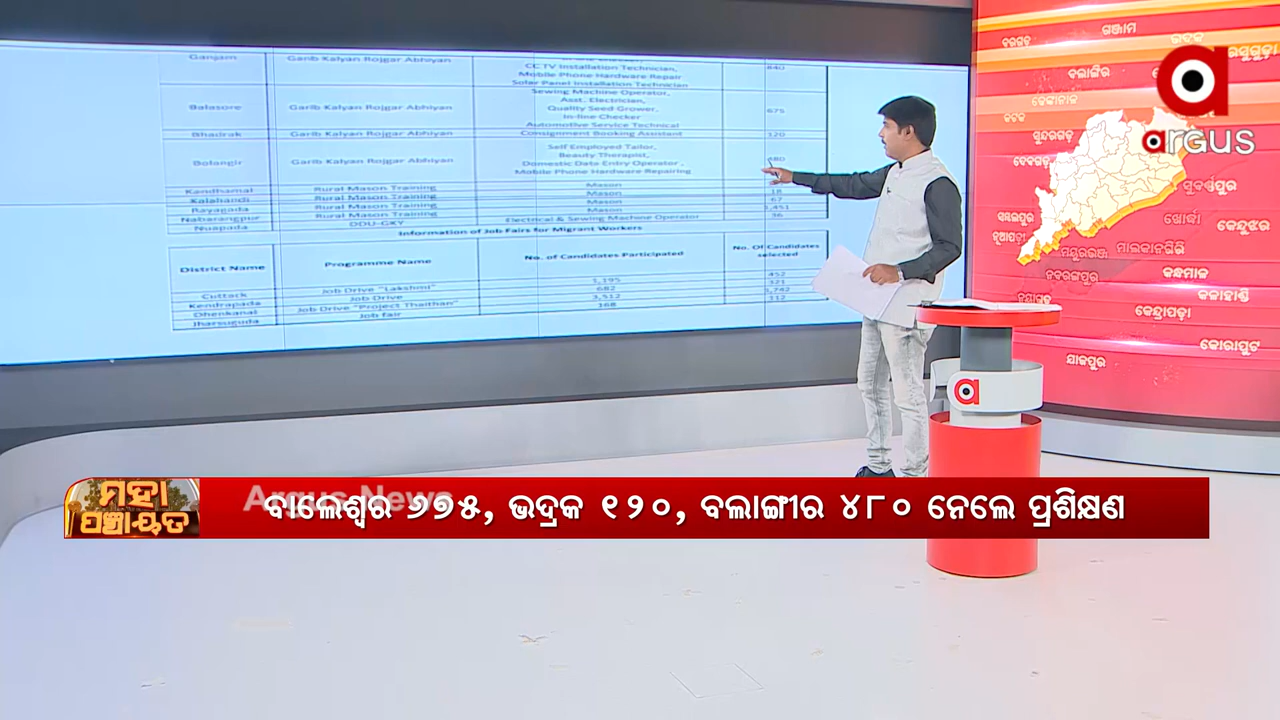 Ganjam Garib Kalyan Rojgar Abhiyan 840
CCTV Installation Technician,
Mobile Phone Hardware Repair
Solar Panel Installation Technician
Balasore Garib Kalyan Rojgar Abhiyan Sewing Machine Operator, 675
Asst. Electrician,
Quality Seed Grower,
In-line Checker
Automotive Service Technical
Bhadrak Garib Kalyan Rojgar Abhiyan Consignment Booking Assistant 120
Bolangir Garib Kalyan Rojgar Abhiyan Self Employed Tailor, 480
Beauty Therapist,
Domestic Data Entry Operator,
Mobile Phone Hardware Repairing
Kandhamal Rural Mason Training Mason 18
Kalahandi Rural Mason Training Mason 67
Rayagada Rural Mason Training Mason 1,451
Nabarangpur Rural Mason Training Mason 36
Nuapada DDU-GKY Electrical & Sewing Machine Operator
Information of Job Fairs for Migrant Workers
District Name Programme Name No. of Candidates Participated No. Of Candidates selected
Cuttack Job Drive "Lakshmi" 1,195 452
Kendrapada Job Drive 682 321
Dhenkanal Job Drive "Project Thaithan" 3,512 1,742
Jharsuguda Job fair 168 112
ବରଗଡ଼ ଗଞ୍ଜାମ ଭଦ୍ରକ
ବଲାଙ୍ଗିର
ଢେଙ୍କାନାଳ
କଟକ
ସୁନ୍ଦରଗଡ଼
ଦେବଗଡ଼
ସୁବର୍ଣ୍ଣପୁର
ସମ୍ବଲପୁର ଖୋର୍ଦ୍ଧା କେନ୍ଦୁଝର
ନୂଆପଡ଼ା ମୟୂରଭଞ୍ଜ ମାଲକାନଗିରି
ନବରଙ୍ଗପୁର କନ୍ଧମାଳ
ନୟାଗଡ଼ କଳାହାଣ୍ଡି
କେନ୍ଦ୍ରାପଡ଼ା
କୋରାପୁଟ
ଯାଜପୁର
a
argus
a
ମହା
ପଞ୍ଚାୟତ
Argus News
ବାଲେଶ୍ୱର ୬୭୫, ଭଦ୍ରକ ୧୨୦, ବଲାଙ୍ଗୀର ୪୮୦ ନେଲେ ପ୍ରଶିକ୍ଷଣ